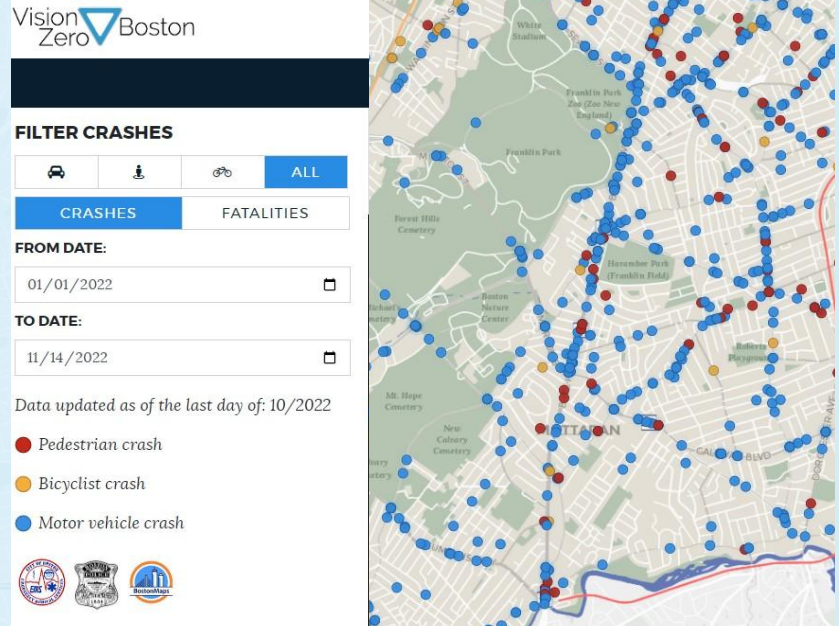 Vision
Zero Boston
FILTER CRASHES
ALL
CRASHES
FATALITIES
FROM DATE:
01/01/2022
TO DATE:
11/14/2022
Data updated as of the last day of: 10/2022
Pedestrian crash
Bicyclist crash
Motor vehicle crash
EMS
BostonMaps
White
Stadium
Franklin Park
Zoo (Zoo New
England)
Franklin Park
Forest Hills
Cemetery
Harambee Park
(Franklin Field)
Boston
Nature
Center
Roberts
Playground
Mt. Hope
Cemetery
New
Calvary
Cemetery
BLVD